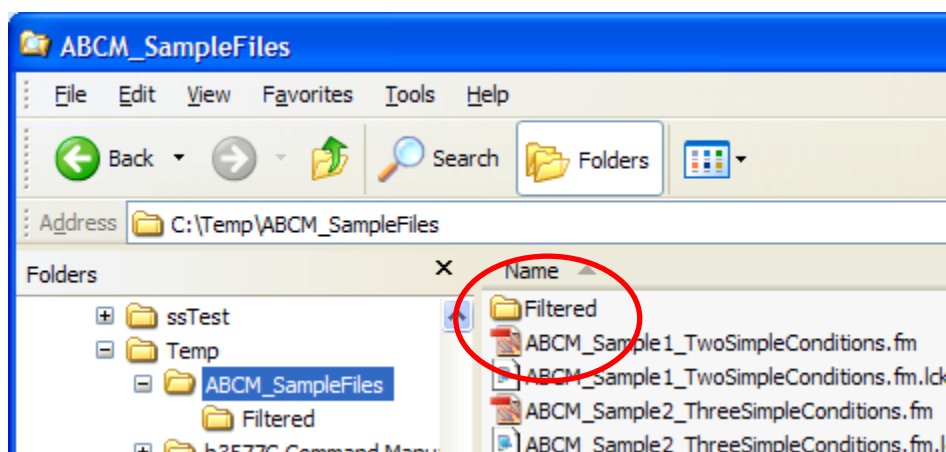 ABCM_SampleFiles
File Edit View Favorites Tools Help
Back Search Folders
Address C:\Temp\ABCM_SampleFiles
Folders
ssTest
Temp
ABCM_SampleFiles
Filtered
Name
Filtered
ABCM_Sample1_TwoSimpleConditions.fm
ABCM_Sample1_TwoSimpleConditions.fm.lck
ABCM_Sample2_ThreeSimpleConditions.fm
ABCM_Sample2_ThreeSimpleConditions.fm.l